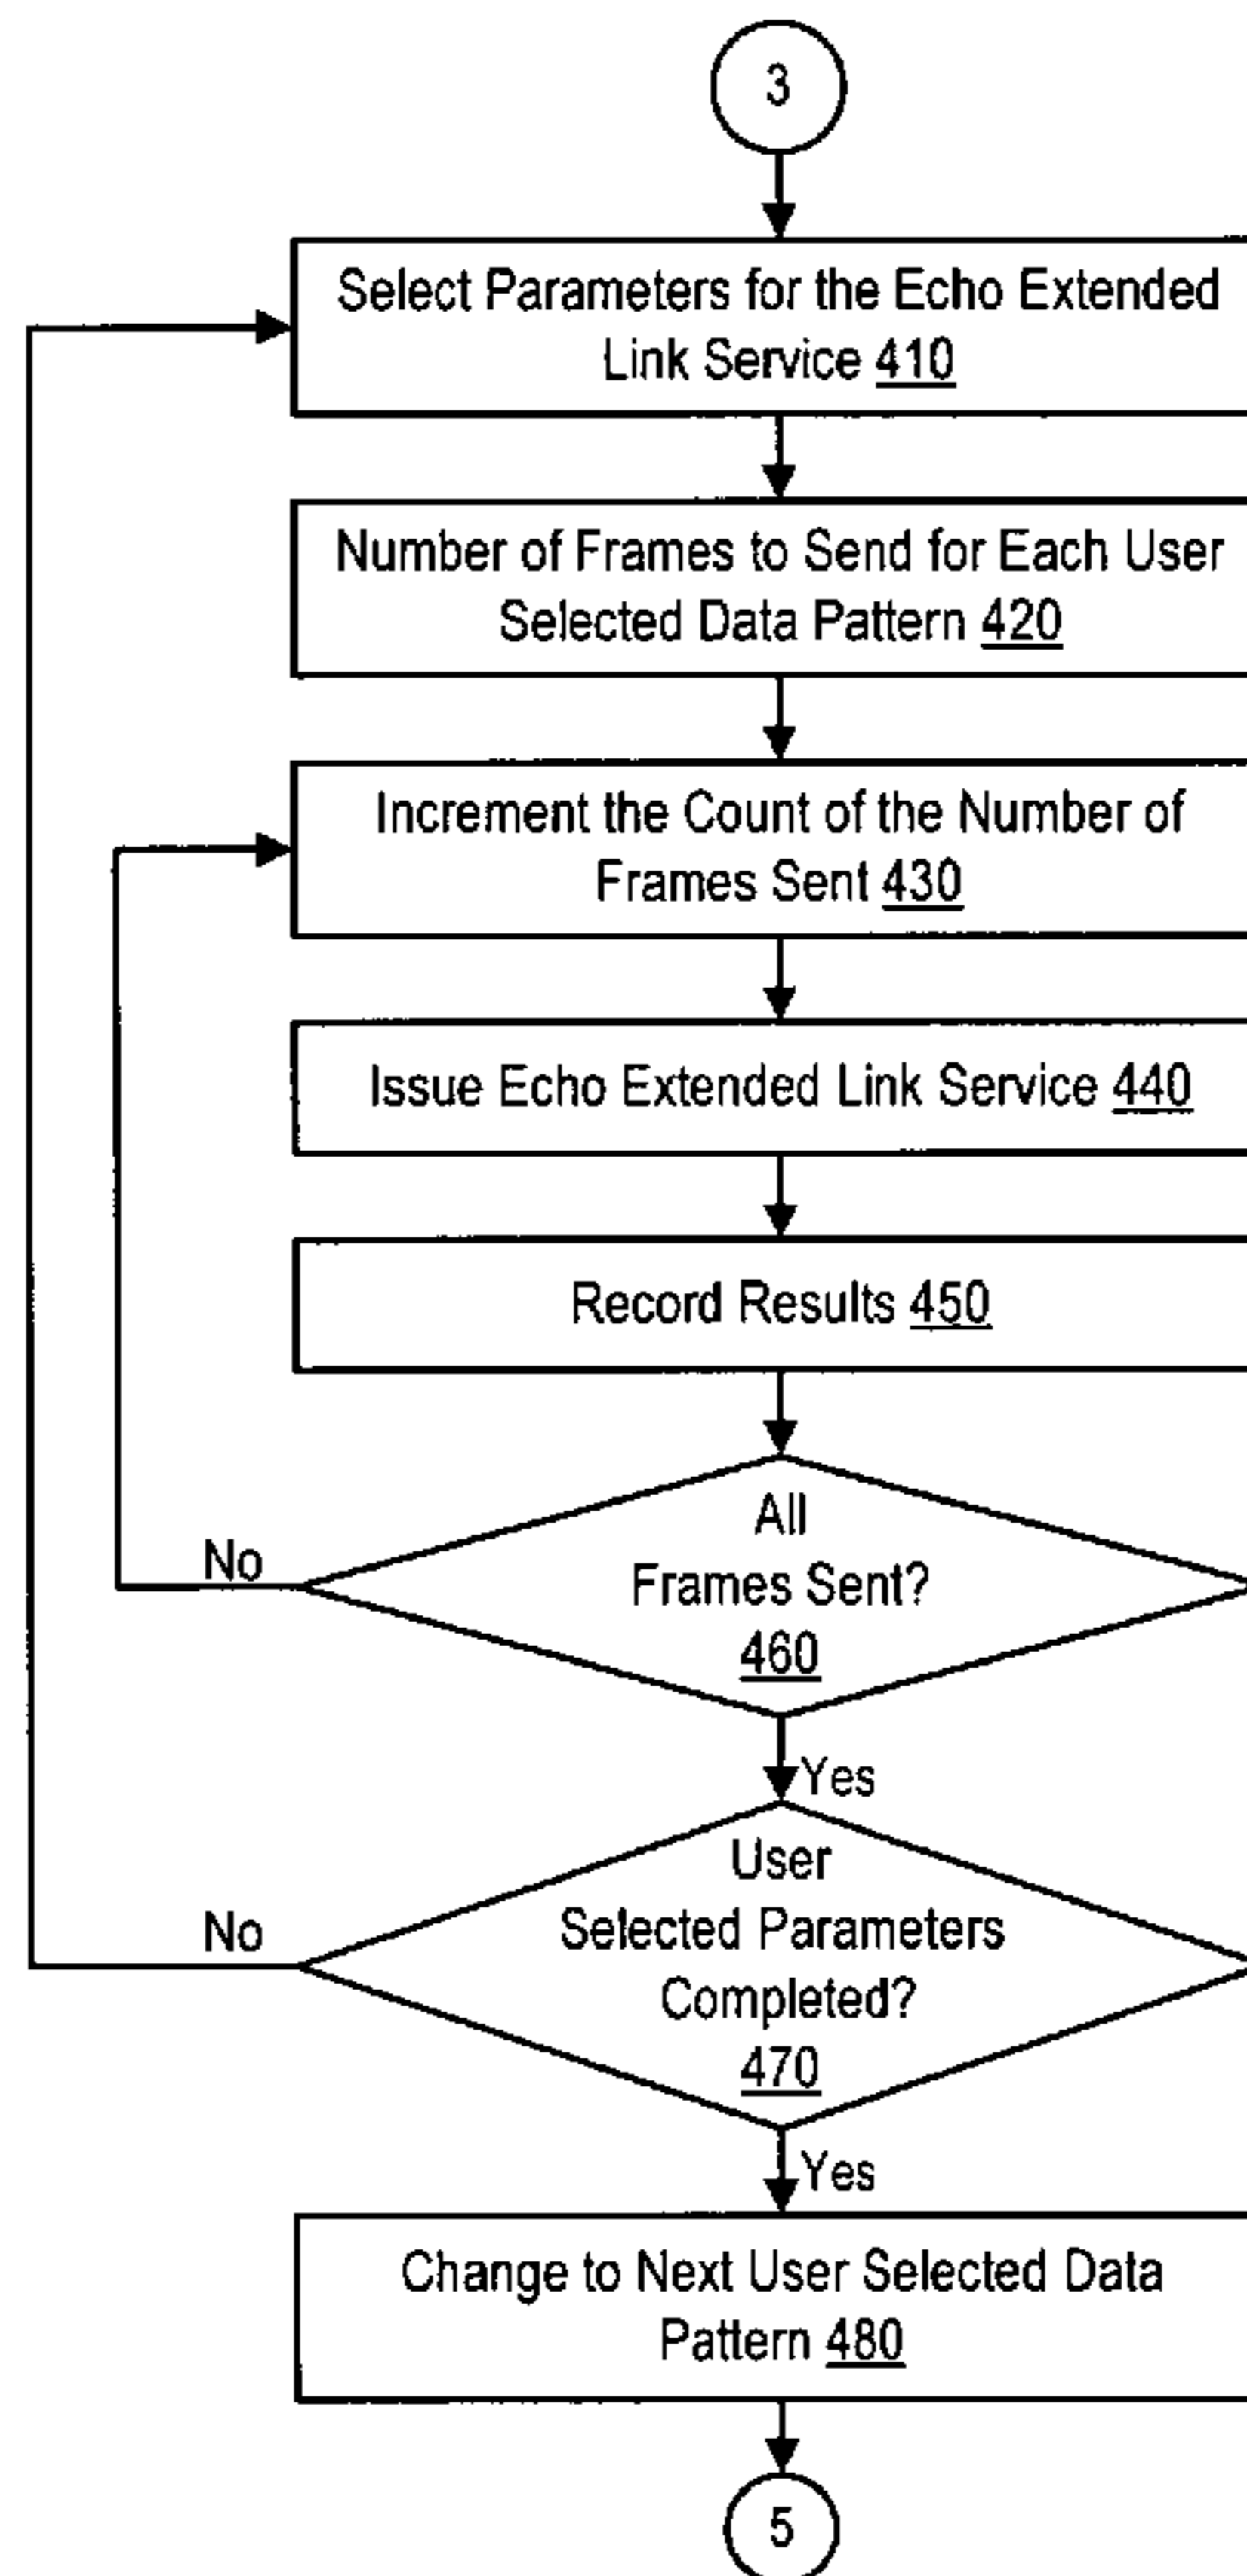 3
Select Parameters for the Echo Extended
Link Service 410
Number of Frames to Send for Each User
Selected Data Pattern 420
Increment the Count of the Number of
Frames Sent 430
Issue Echo Extended Link Service 440
Record Results 450
All
Frames Sent?
460
No
Yes
User
Selected Parameters
Completed?
470
No
Yes
Change to Next User Selected Data
Pattern 480
5